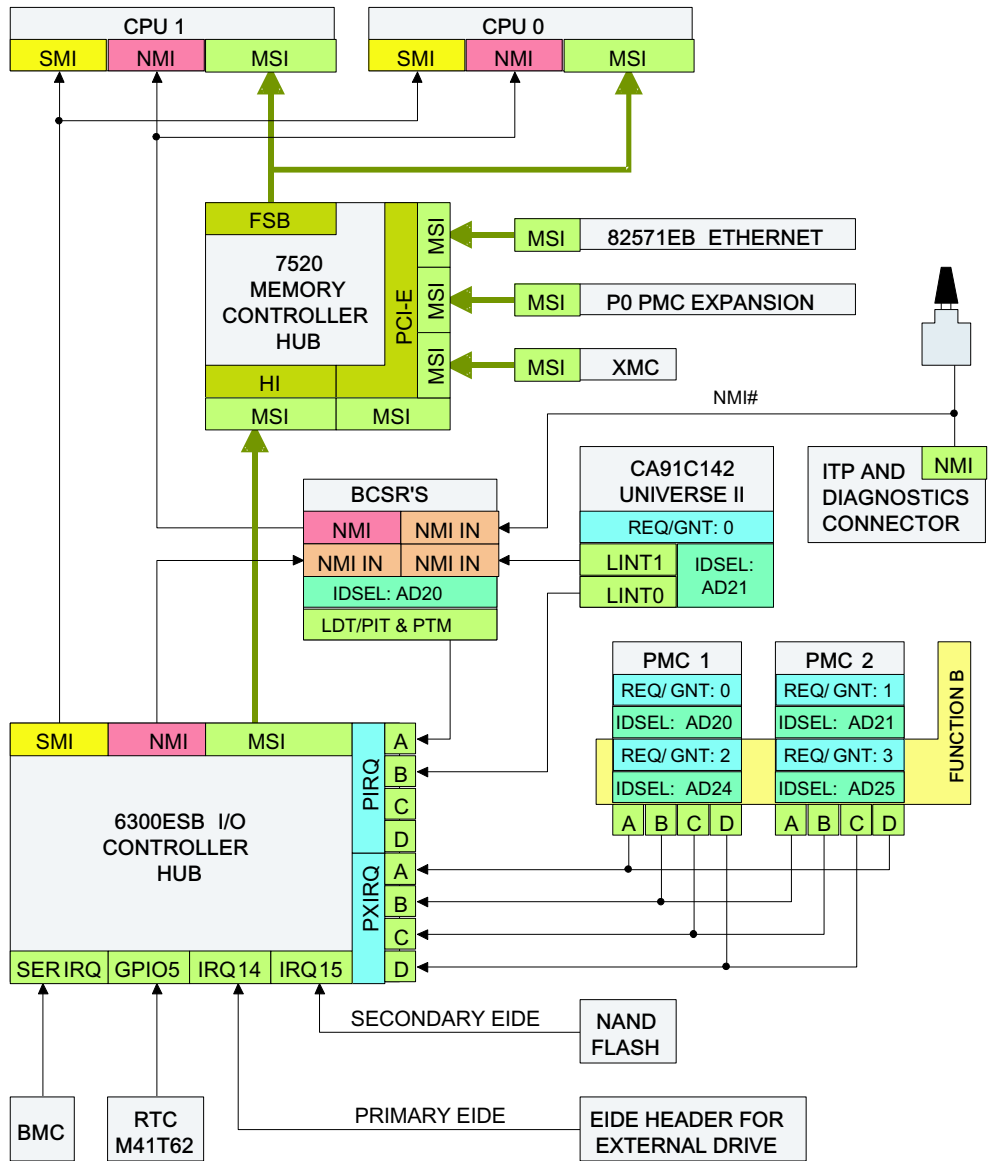 CPU 1
SMI NMI MSI
CPU 0
SMI NMI MSI
FSB
7520
MEMORY
CONTROLLER
HUB
PCI-E
MSI
MSI
MSI
HI
MSI MSI
MSI 82571EB ETHERNET
MSI P0 PMC EXPANSION
MSI XMC
NMI#
ITP AND
DIAGNOSTICS
CONNECTOR
NMI
BCSR'S
NMI NMI IN
NMI IN NMI IN
IDSEL: AD20
LDT/PIT & PTM
CA91C142
UNIVERSE II
REQ/GNT: 0
LINT1
LINT0
IDSEL:
AD21
PMC 1
REQ/ GNT: 0
IDSEL: AD20
REQ/ GNT: 2
IDSEL: AD24
A B C D
PMC 2
REQ/ GNT: 1
IDSEL: AD21
REQ/ GNT: 3
IDSEL: AD25
A B C D
FUNCTION B
SMI NMI MSI
6300ESB I/O
CONTROLLER
HUB
PIRQ
A
B
C
D
PXIRQ
A
B
C
D
SER IRQ GPIO5 IRQ14 IRQ15
SECONDARY EIDE
NAND
FLASH
PRIMARY EIDE
EIDE HEADER FOR
EXTERNAL DRIVE
BMC
RTC
M41T62